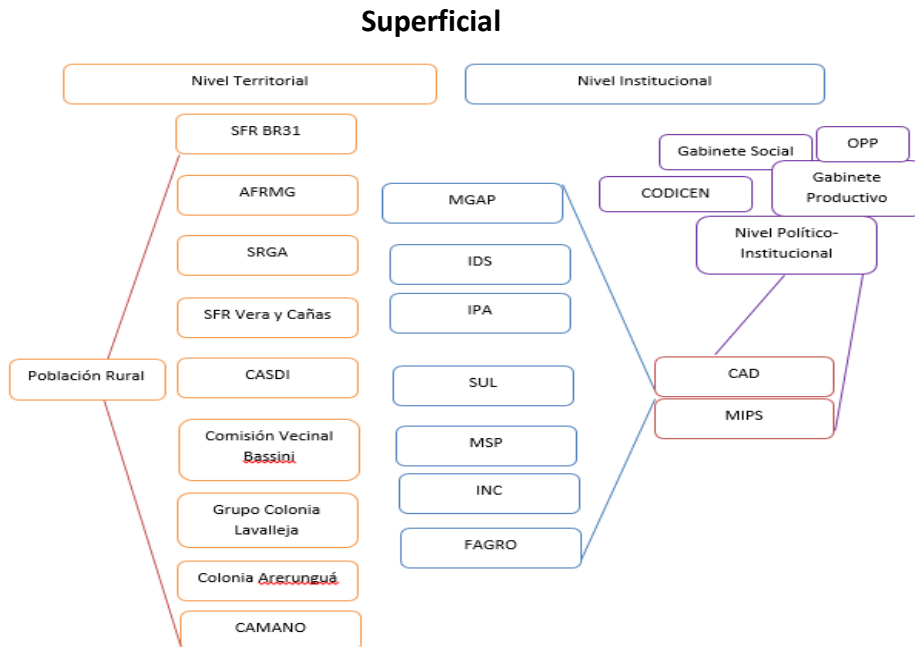 Superficial
Nivel Territorial
Nivel Institucional
SFR BR31
AFRMG
SRGA
SFR Vera y Cañas
Población Rural
CASDI
Comisión Vecinal
Bassini
Grupo Colonia
Lavalleja
Colonia Arerunguá
CAMANO
MGAP
IDS
IPA
SUL
MSP
INC
FAGRO
Gabinete Social
OPP
CODICEN
Gabinete
Productivo
Nivel Político-
Institucional
CAD
MIPS